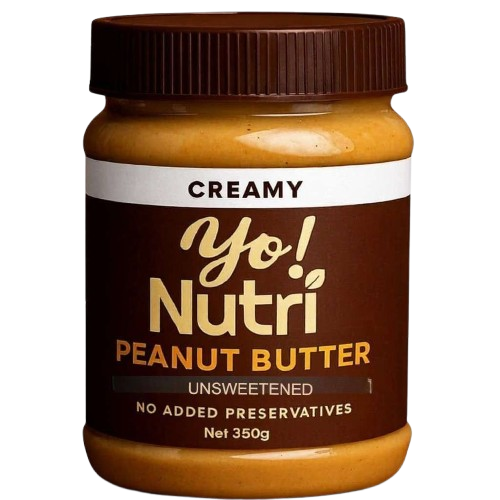 CREAMY
yo!
Nutri
PEANUT BUTTER
UNSWEETENED
NO ADDED PRESERVATIVES
Net 350g